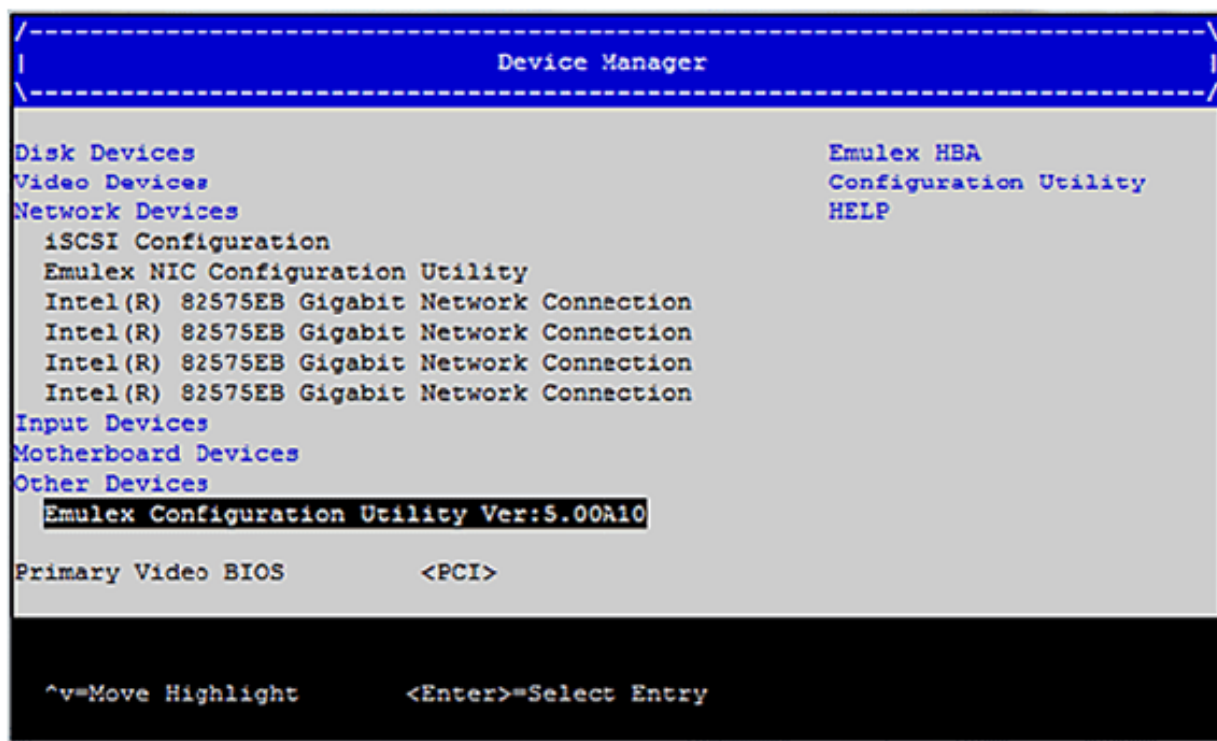 /------------------------------------------------------------------------------\
| Device Manager |
\------------------------------------------------------------------------------/
Disk Devices
Video Devices
Network Devices
iSCSI Configuration
Emulex NIC Configuration Utility
Intel(R) 82575EB Gigabit Network Connection
Intel(R) 82575EB Gigabit Network Connection
Intel(R) 82575EB Gigabit Network Connection
Intel(R) 82575EB Gigabit Network Connection
Input Devices
Motherboard Devices
Other Devices
Emulex Configuration Utility Ver:5.00A10
Primary Video BIOS <PCI>
Emulex HBA
Configuration Utility
HELP
^v=Move Highlight <Enter>=Select Entry